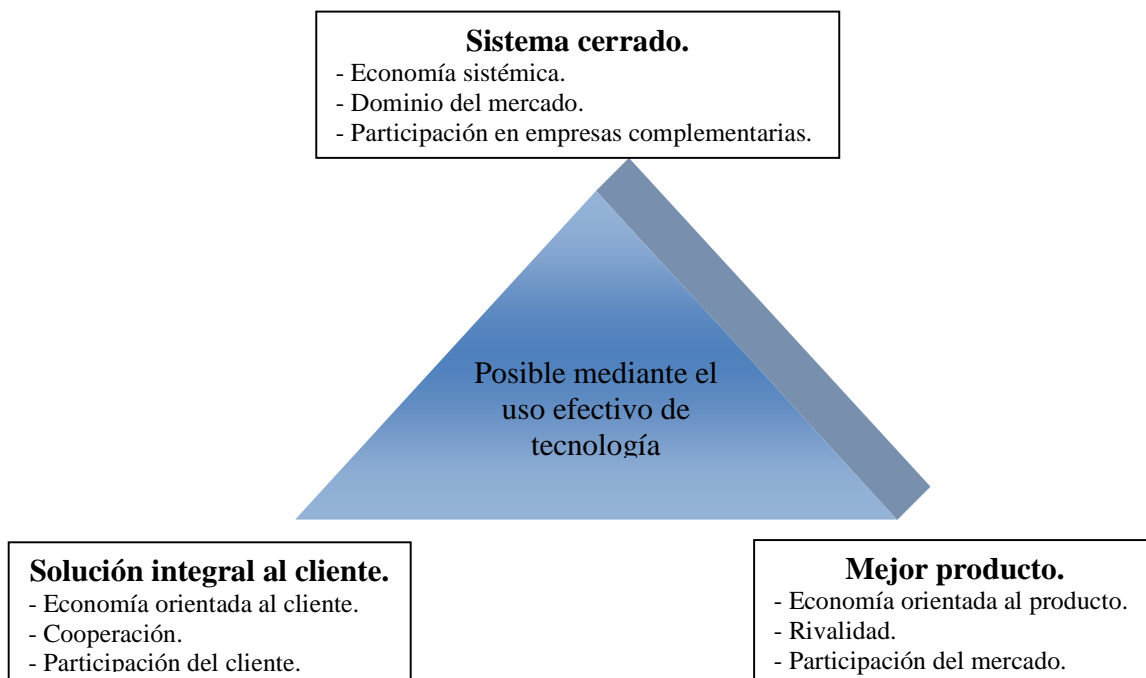 Sistema cerrado.
- Economía sistémica.
- Dominio del mercado.
- Participación en empresas complementarias.
Posible mediante el
uso efectivo de
tecnología
Solución integral al cliente.
- Economía orientada al cliente.
- Cooperación.
- Participación del cliente.
Mejor producto.
- Economía orientada al producto.
- Rivalidad.
- Participación del mercado.